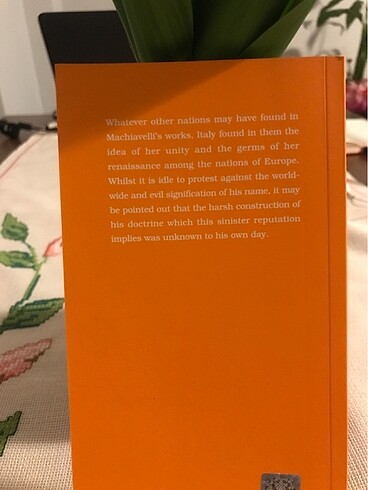 Whatever other nations may have found in
Machiavelli's works, Italy found in them the
idea of her unity and the germs of her
renaissance among the nations of Europe.
Whilst it is idle to protest against the world-
wide and evil signification of his name, it may
be pointed out that the harsh construction of
his doctrine which this sinister reputation
implies was unknown to his own day.